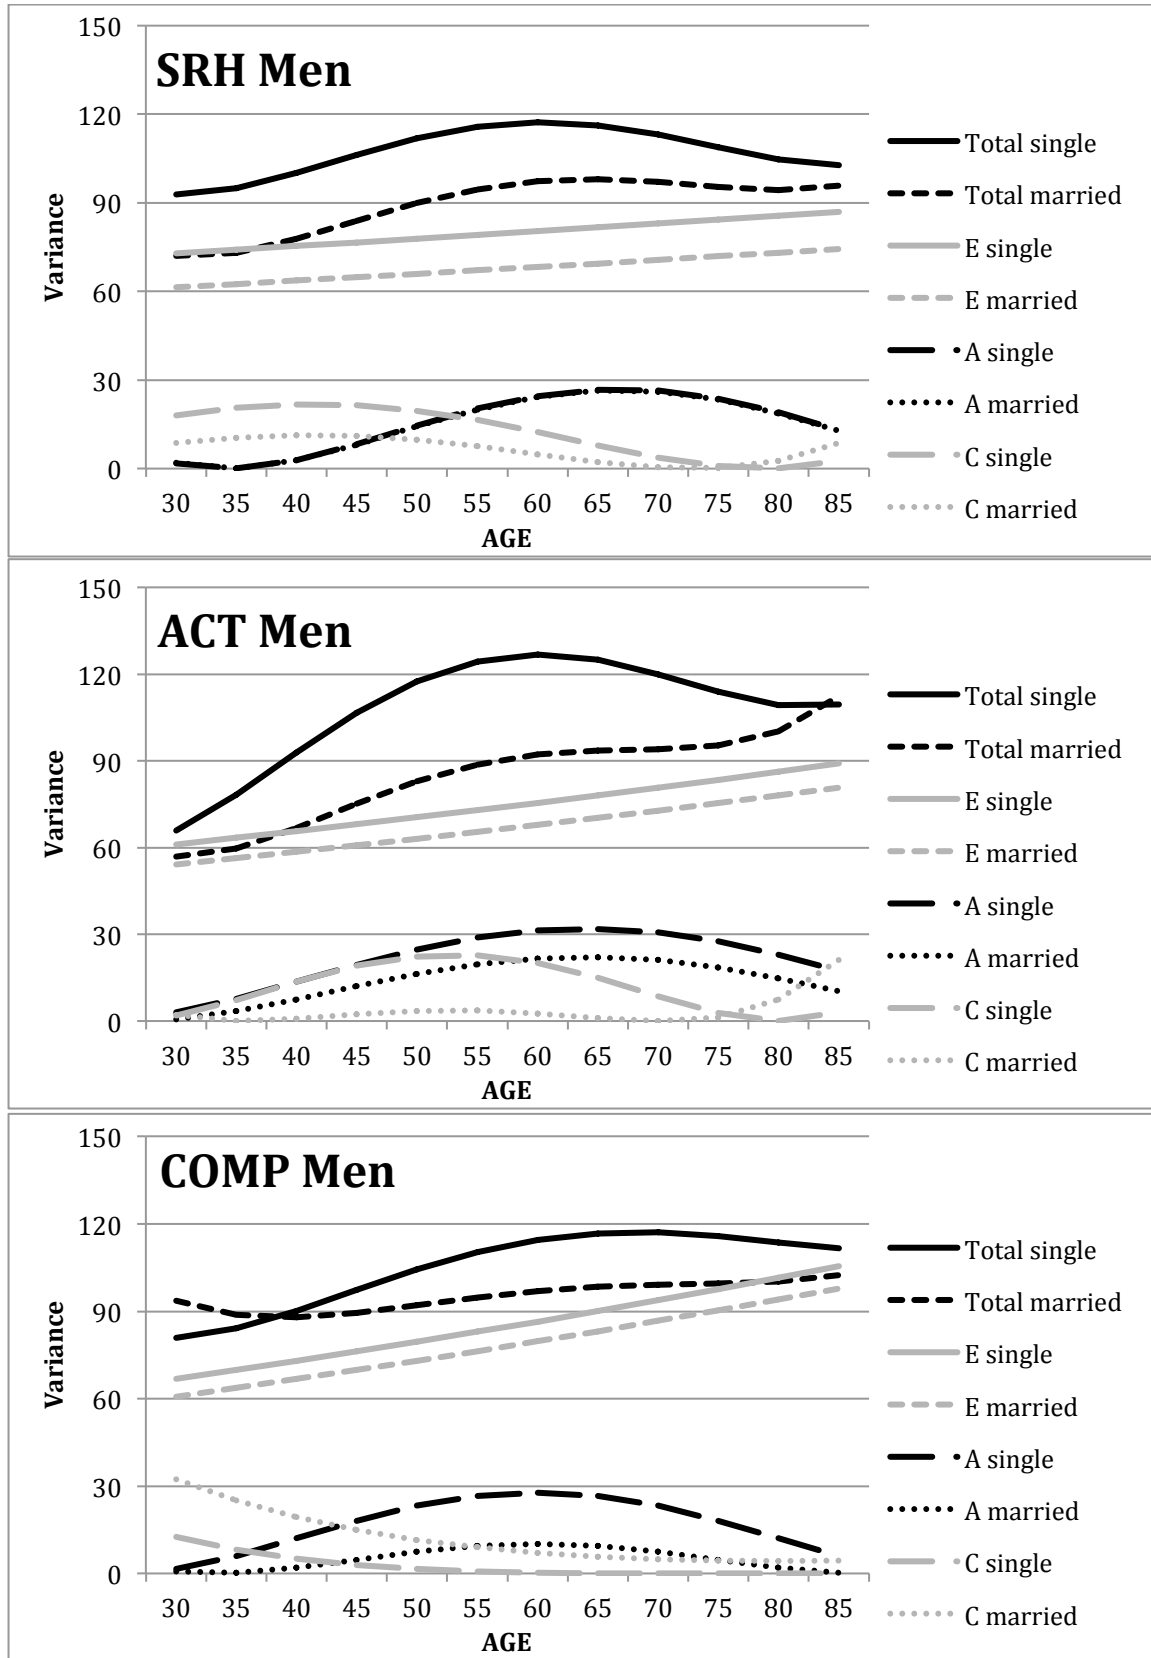 SRH Men
150
120
90
60
30
0
Variance
30 35 40 45 50 55 60 65 70 75 80 85
AGE
Total single
Total married
E single
E married
A single
A married
C single
C married
ACT Men
150
120
90
60
30
0
Variance
30 35 40 45 50 55 60 65 70 75 80 85
AGE
Total single
Total married
E single
E married
A single
A married
C single
C married
COMP Men
150
120
90
60
30
0
Variance
30 35 40 45 50 55 60 65 70 75 80 85
AGE
Total single
Total married
E single
E married
A single
A married
C single
C married